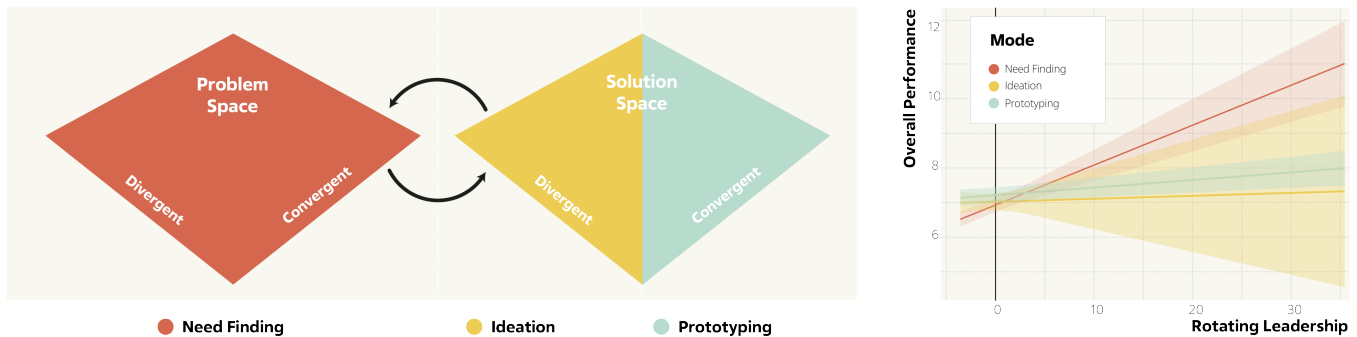 Problem
Space
Divergent
Convergent
Solution
Space
Divergent
Convergent
Need Finding
Ideation
Prototyping
Overall Performance
12
10
8
6
Mode
Need Finding
Ideation
Prototyping
0
10
20
30
Rotating Leadership